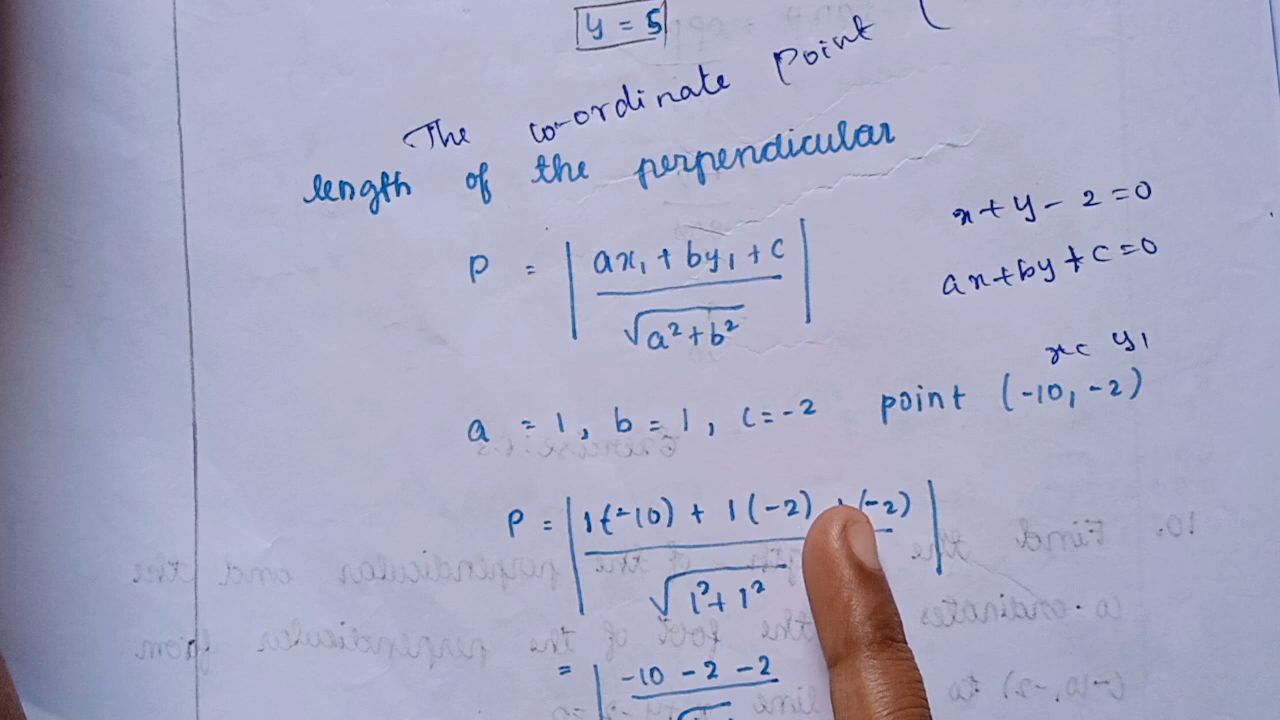 y = 5
The co-ordinate point (
length of the perpendicular
x + y - 2 = 0
P = | ax₁ + by₁ + c / √a² + b² |
ax + by + c = 0
y₁
a = 1, b = 1, c = -2 point (-10, -2)
P = | 1(-10) + 1(-2) + (-2) / √1² + 1² |
= | -10 - 2 - 2